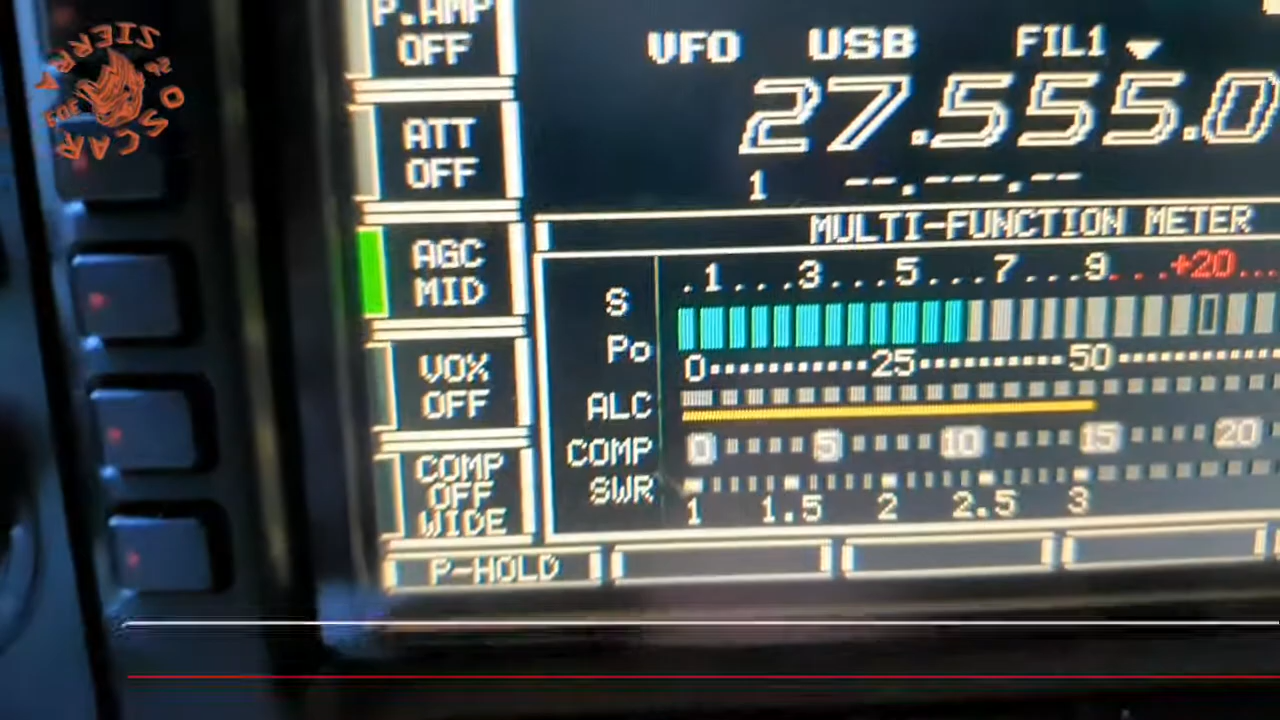 P.AMP
OFF
VFO USB FIL1
27.555.0
1 --.---.--
ATT
OFF
MULTI-FUNCTION METER
AGC
MID
S .1...3...5...7...9...+20...
Po 0 25 50
VOX
OFF
ALC
COMP 0 5 10 15 20
SWR 1 1.5 2 2.5 3
COMP
OFF
WIDE
P-HOLD
SIERRA
OSCAR